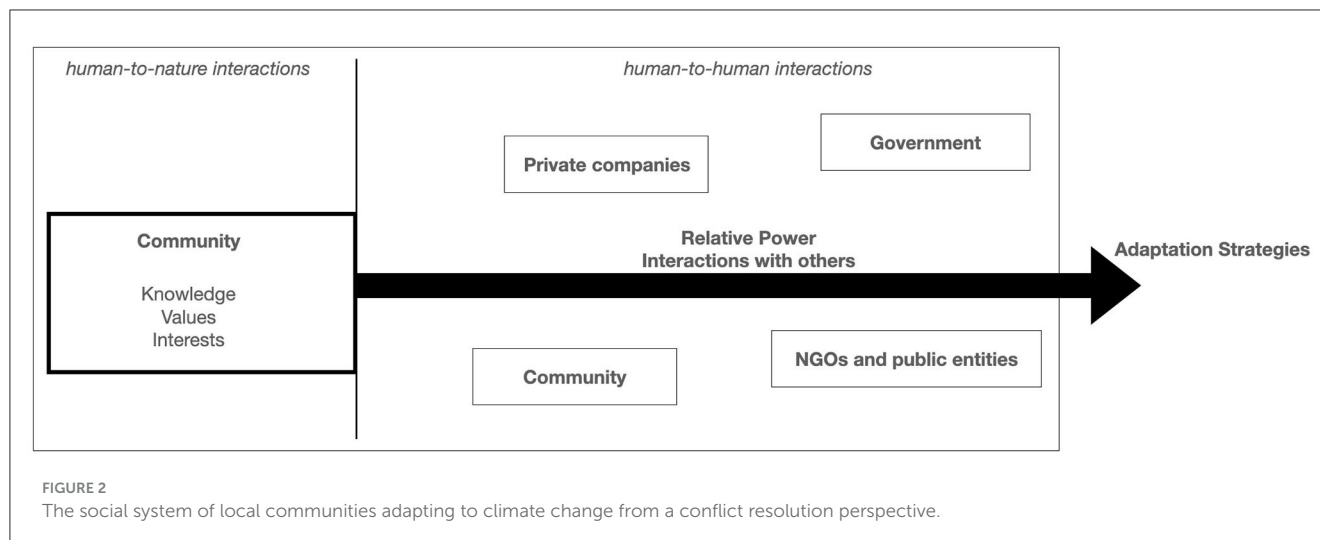 human-to-nature interactions
human-to-human interactions
Government
Private companies
Community
Knowledge
Values
Interests
Relative Power
Interactions with others
Adaptation Strategies
NGOs and public entities
Community
FIGURE 2
The social system of local communities adapting to climate change from a conflict resolution perspective.